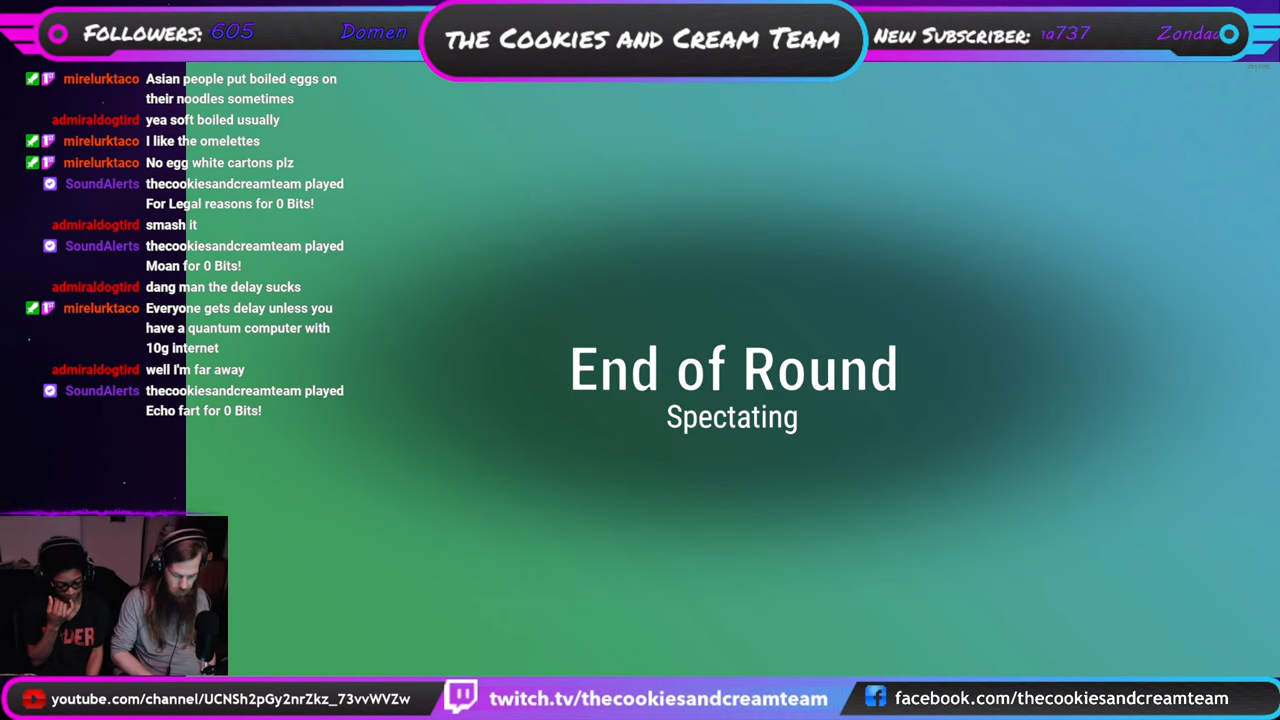 Followers: 605 Domen
the Cookies and Cream Team
New Subscriber: na737 Zondaa
mirelurktaco Asian people put boiled eggs on
their noodles sometimes
admiraldogtird yea soft boiled usually
mirelurktaco I like the omelettes
mirelurktaco No egg white cartons plz
SoundAlerts thecookiesandcreamteam played
For Legal reasons for 0 Bits!
admiraldogtird smash it
SoundAlerts thecookiesandcreamteam played
Moan for 0 Bits!
admiraldogtird dang man the delay sucks
mirelurktaco Everyone gets delay unless you
have a quantum computer with
10g internet
admiraldogtird well I'm far away
SoundAlerts thecookiesandcreamteam played
Echo fart for 0 Bits!
End of Round
Spectating
youtube.com/channel/UCNSh2pGy2nrZkz_73vvWVZw
twitch.tv/thecookiesandcreamteam
facebook.com/thecookiesandcreamteam